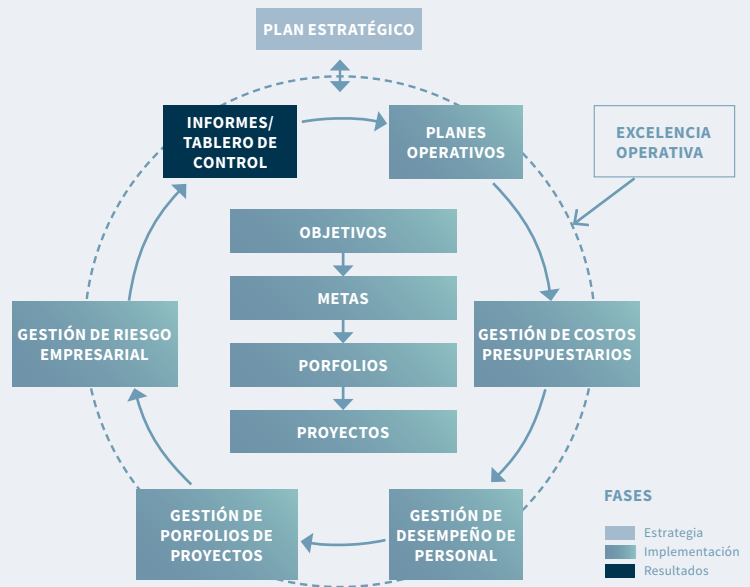 PLAN ESTRATÉGICO
INFORMES/
TABLERO DE
CONTROL
PLANES
OPERATIVOS
EXCELENCIA
OPERATIVA
OBJETIVOS
METAS
PORFOLIOS
PROYECTOS
GESTIÓN DE RIESGO
EMPRESARIAL
GESTIÓN DE COSTOS
PRESUPUESTARIOS
GESTIÓN DE
PORFOLIOS DE
PROYECTOS
GESTIÓN DE
DESEMPEÑO DE
PERSONAL
FASES
Estrategia
Implementación
Resultados